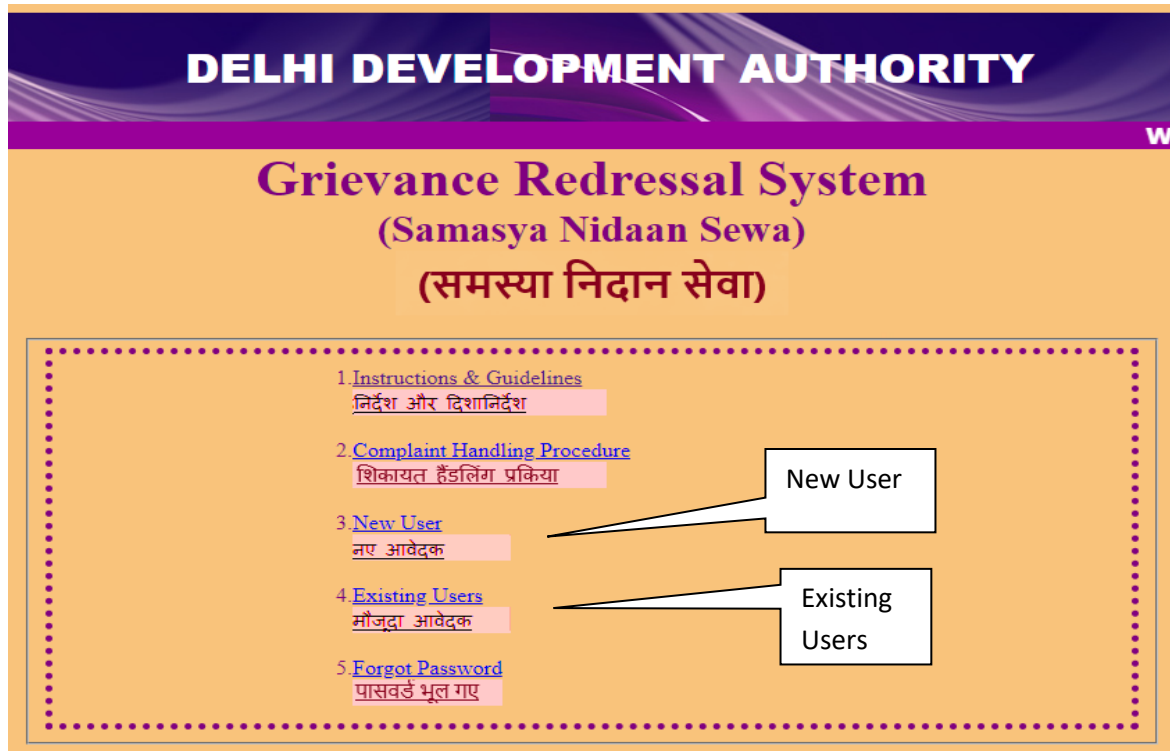 DELHI DEVELOPMENT AUTHORITY
W
Grievance Redressal System
(Samasya Nidaan Sewa)
(समस्या निदान सेवा)
1.Instructions & Guidelines
निर्देश और दिशानिर्देश
2.Complaint Handling Procedure
शिकायत हैंडलिंग प्रकिया
New User
3.New User
नए आवेदक
4.Existing Users
मौजूदा आवेदक
Existing
Users
5.Forgot Password
पासवर्ड भूल गए